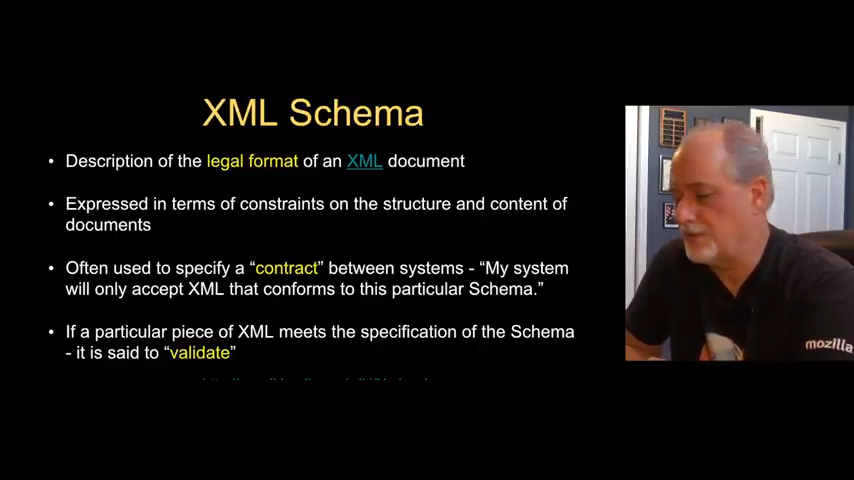 XML Schema
• Description of the legal format of an XML document
• Expressed in terms of constraints on the structure and content of
documents
• Often used to specify a “contract” between systems - “My system
will only accept XML that conforms to this particular Schema.”
• If a particular piece of XML meets the specification of the Schema
- it is said to “validate”
mozilla